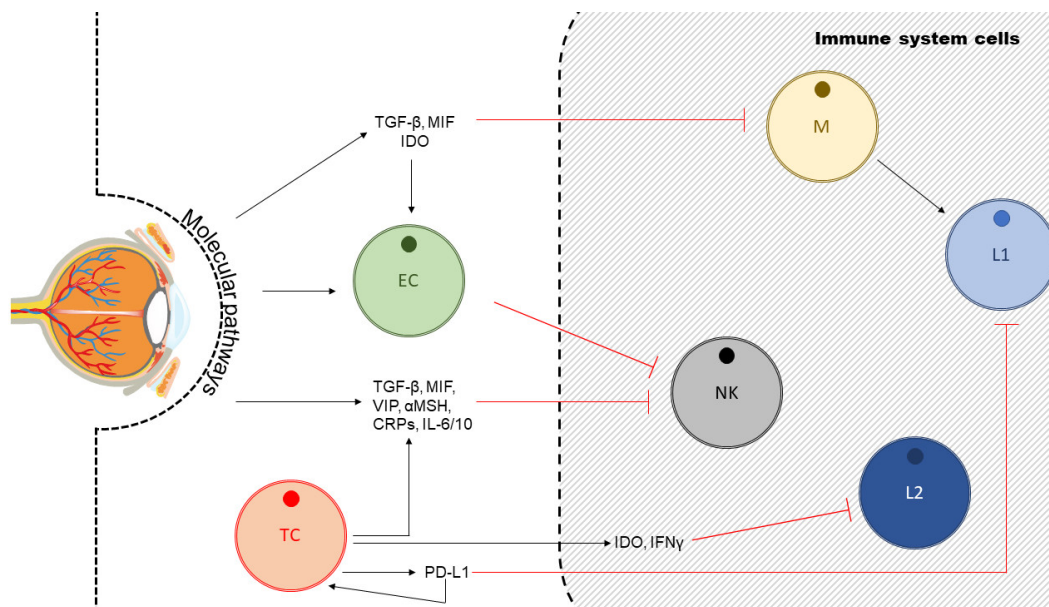 Immune system cells
TGF-β, MIF
IDO
M
Molecular pathways
EC
L1
TGF-β, MIF,
VIP, αMSH,
CRPs, IL-6/10
NK
L2
TC
IDO, IFNγ
PD-L1